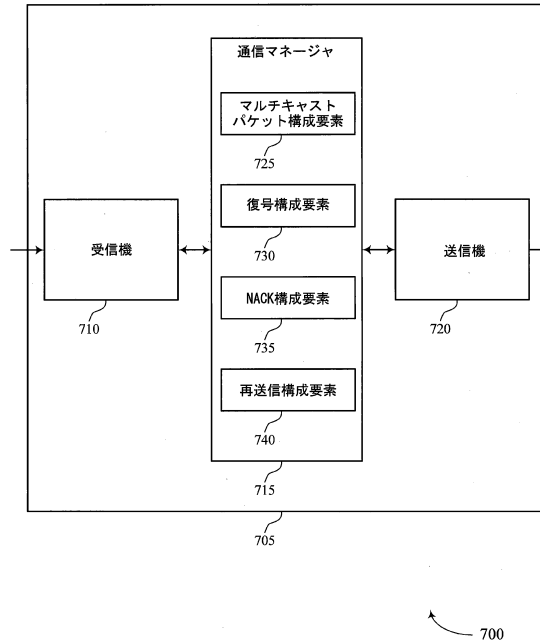 通信マネージャ
マルチキャスト
パケット構成要素
725
復号構成要素
730
受信機
710
送信機
720
NACK構成要素
735
再送信構成要素
740
715
705
700